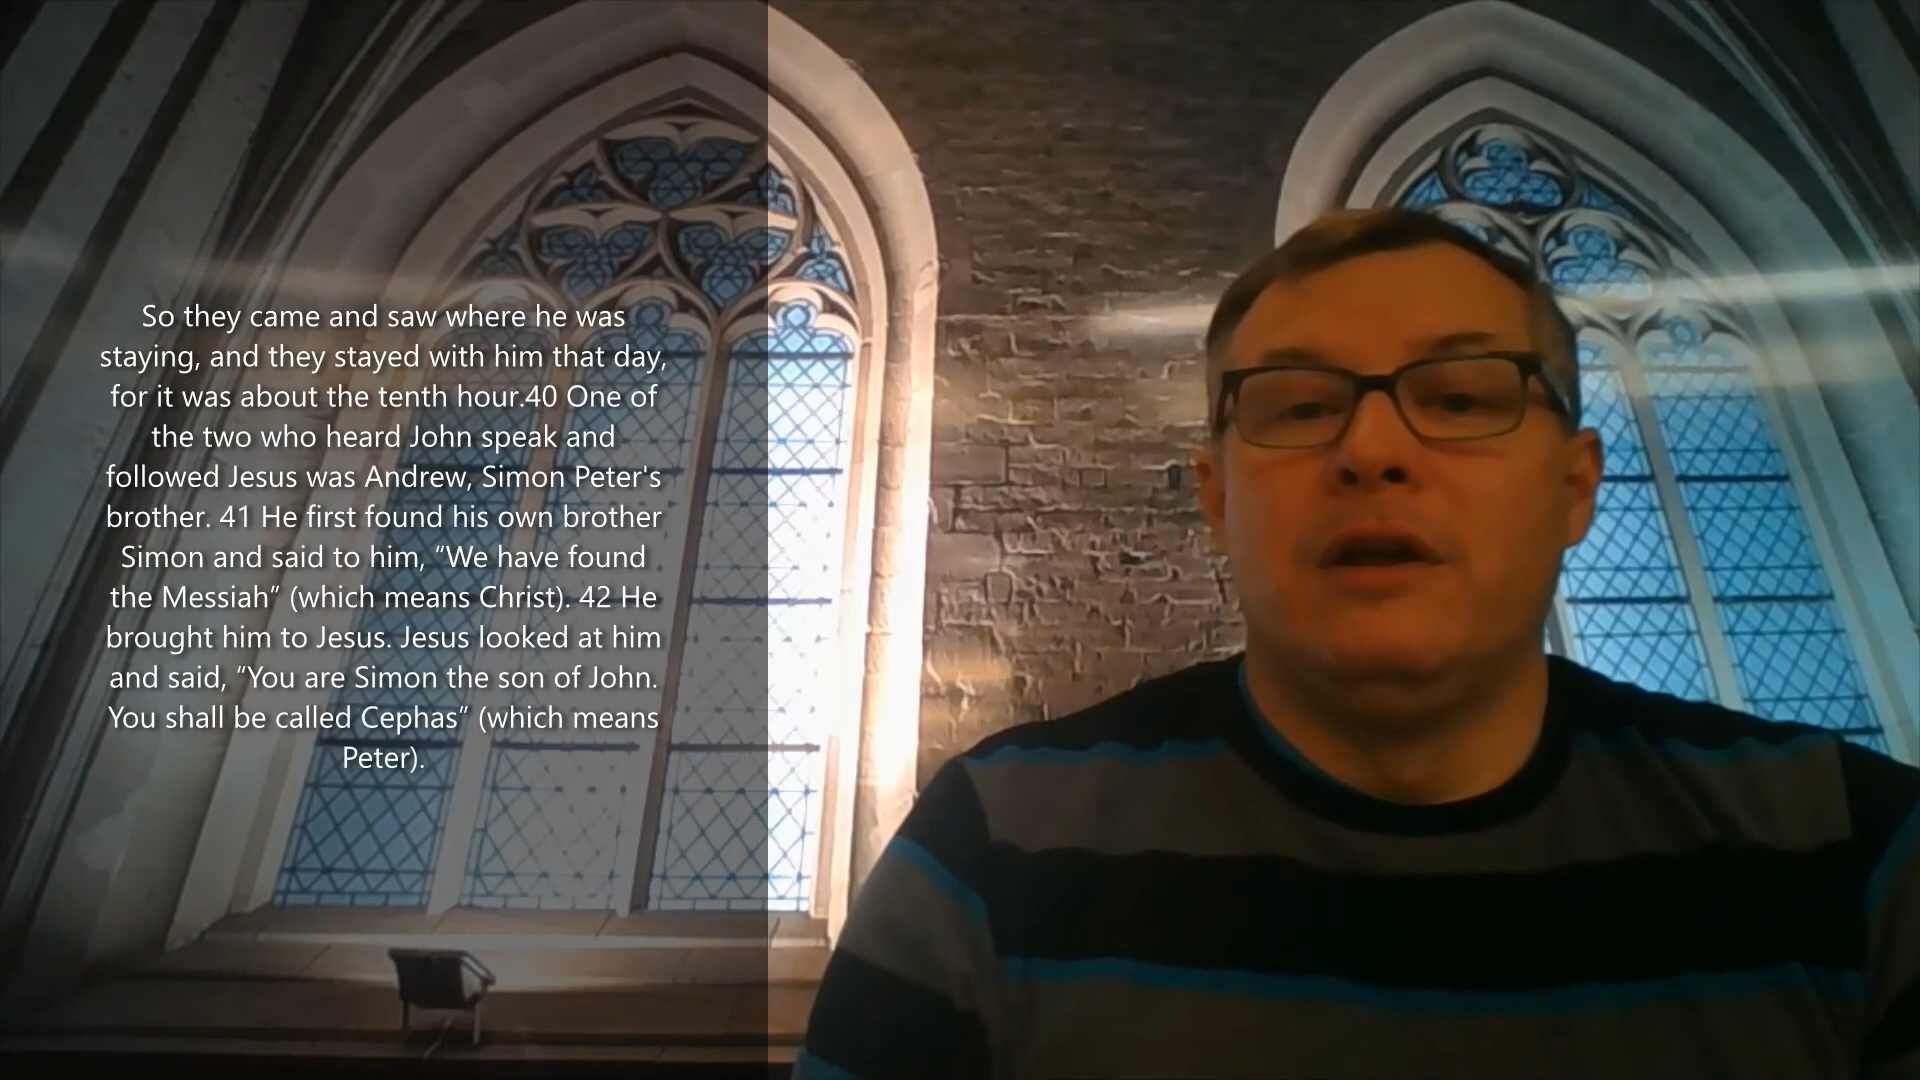 So they came and saw where he was
staying, and they stayed with him that day,
for it was about the tenth hour.40 One of
the two who heard John speak and
followed Jesus was Andrew, Simon Peter's
brother. 41 He first found his own brother
Simon and said to him, “We have found
the Messiah” (which means Christ). 42 He
brought him to Jesus. Jesus looked at him
and said, “You are Simon the son of John.
You shall be called Cephas” (which means
Peter).